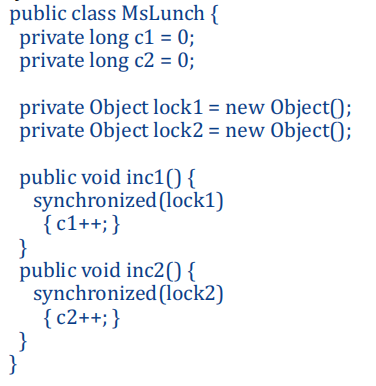 public class MsLunch {
private long c1 = 0;
private long c2 = 0;
private Object lock1 = new Object();
private Object lock2 = new Object();
public void inc1() {
synchronized(lock1)
{ c1++; }
}
public void inc2() {
synchronized(lock2)
{ c2++; }
}
}